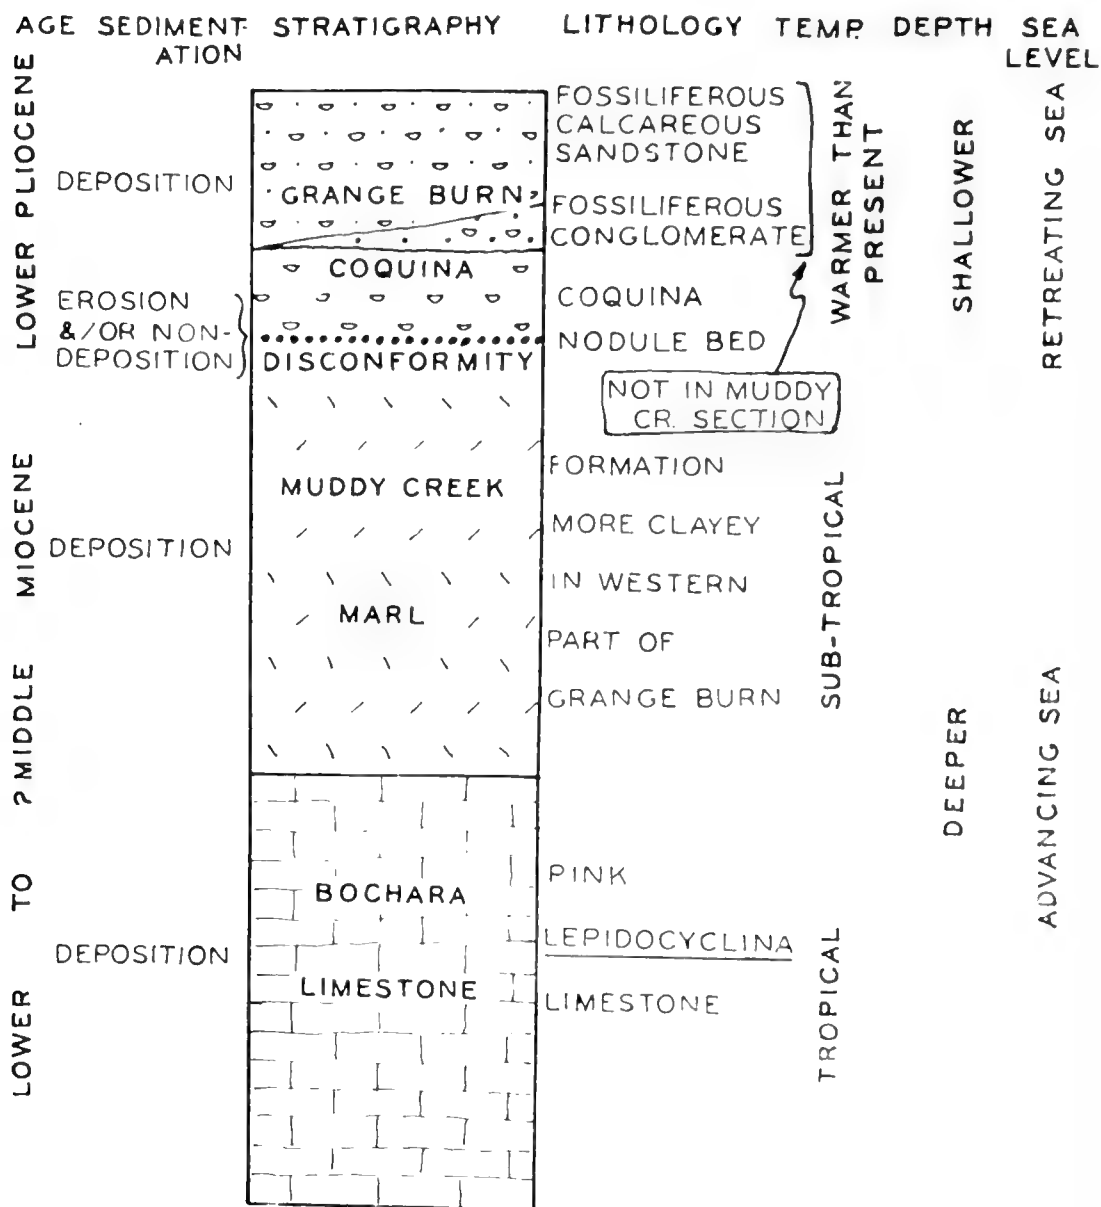 AGE SEDIMENT- STRATIGRAPHY LITHOLOGY TEMP. DEPTH SEA
ATION LEVEL
LOWER PLIOCENE
LOWER TO ? MIDDLE MIOCENE
DEPOSITION
EROSION
&/OR NON-
DEPOSITION
DEPOSITION
DEPOSITION
GRANGE BURN ?
COQUINA
DISCONFORMITY
MUDDY CREEK
MARL
BOCHARA
LIMESTONE
FOSSILIFEROUS
CALCAREOUS
SANDSTONE
FOSSILIFEROUS
CONGLOMERATE
COQUINA
NODULE BED
NOT IN MUDDY
CR. SECTION
FORMATION
MORE CLAYEY
IN WESTERN
PART OF
GRANGE BURN
PINK
LEPIDOCYCLINA
LIMESTONE
WARMER THAN
PRESENT
SUB-TROPICAL
TROPICAL
SHALLOWER
DEEPER
RETREATING SEA
ADVANCING SEA